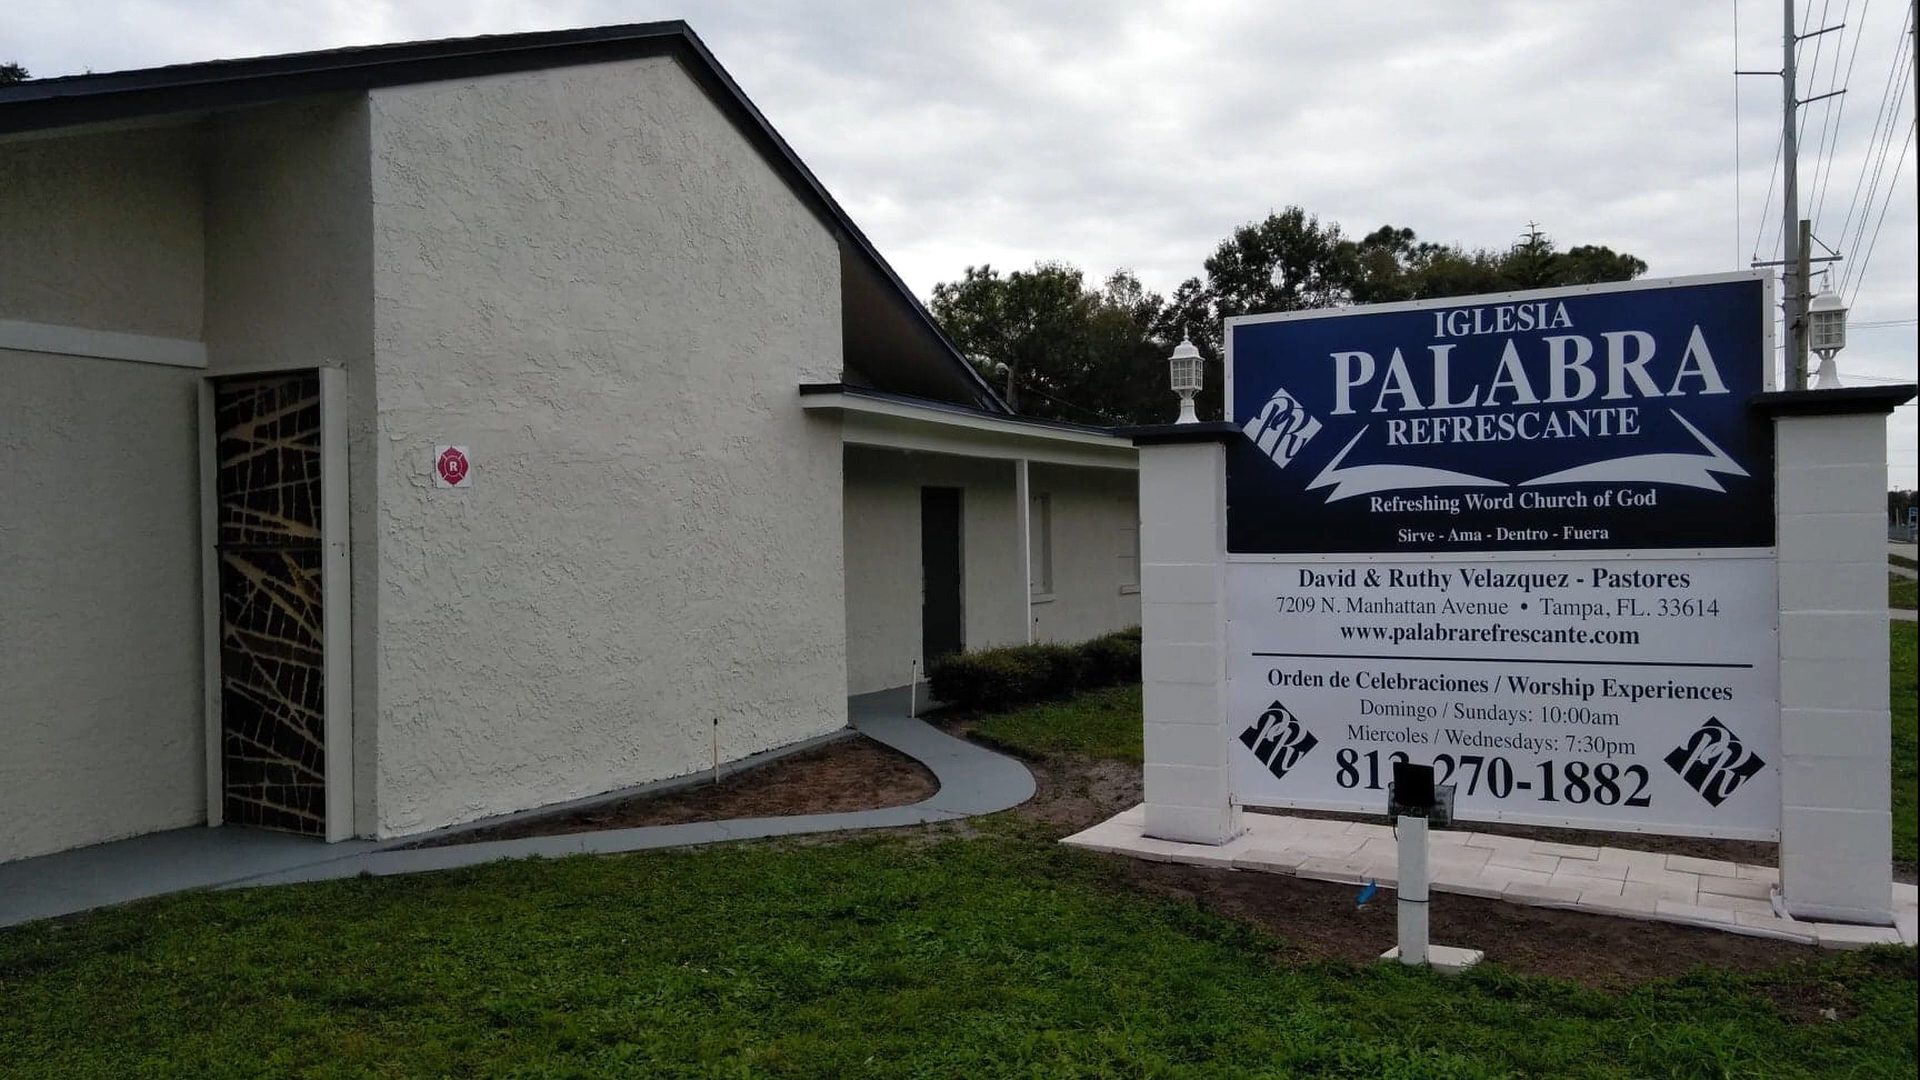 IGLESIA
PALABRA
REFRESCANTE
Refreshing Word Church of God
Sirve - Ama - Dentro - Fuera
David & Ruthy Velazquez - Pastores
7209 N. Manhattan Avenue • Tampa, FL. 33614
www.palabrarefrescante.com
Orden de Celebraciones / Worship Experiences
Domingo / Sundays: 10:00am
Miercoles / Wednesdays: 7:30pm
270-1882
R